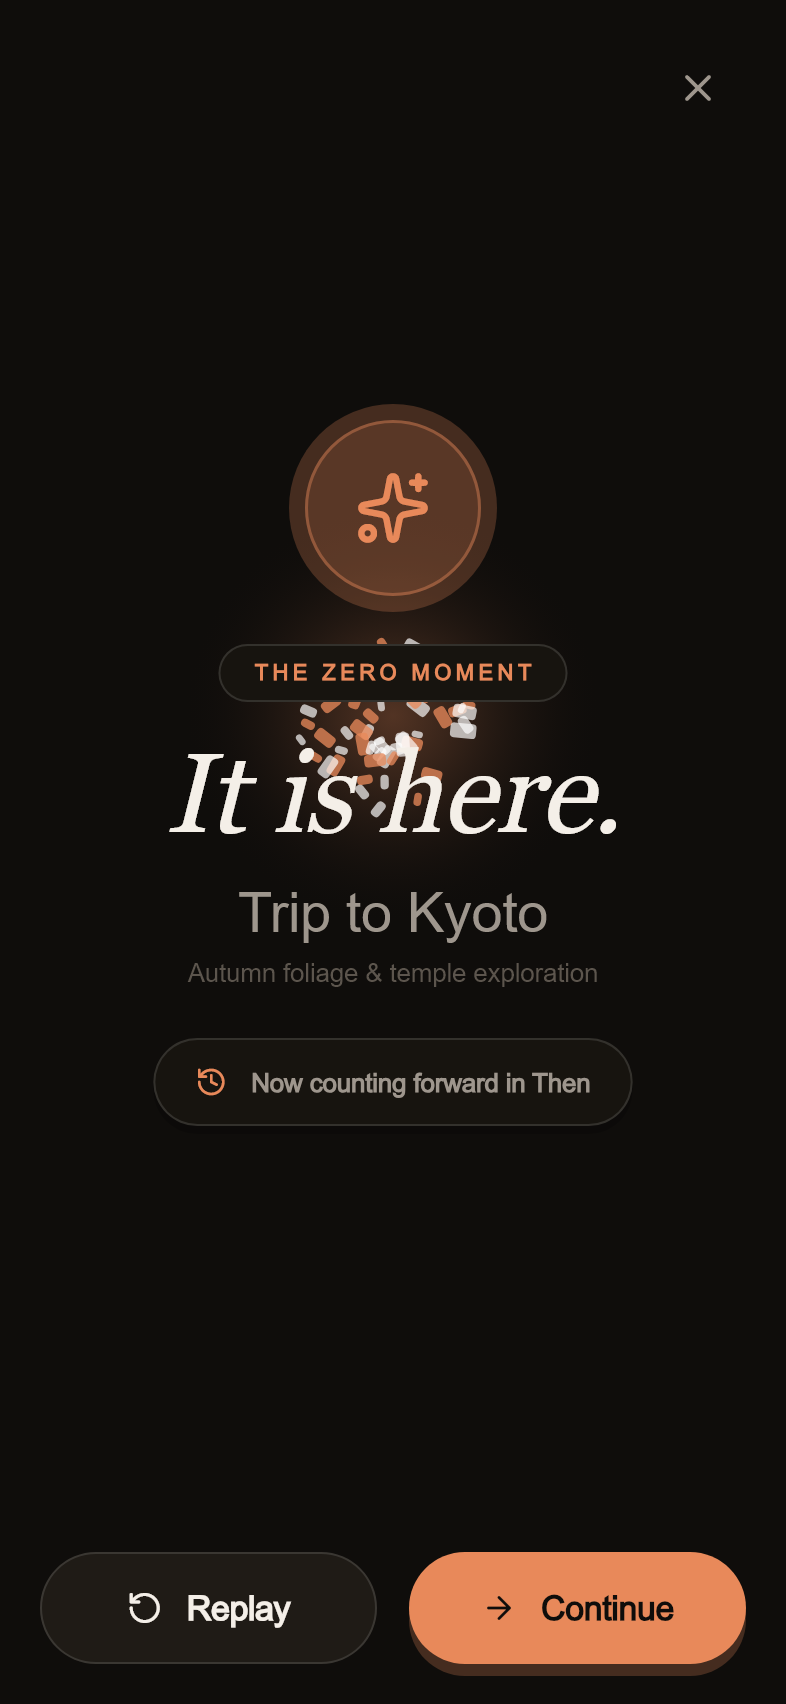 THE ZERO MOMENT
It is here.
Trip to Kyoto
Autumn foliage & temple exploration
Now counting forward in Then
Replay
Continue